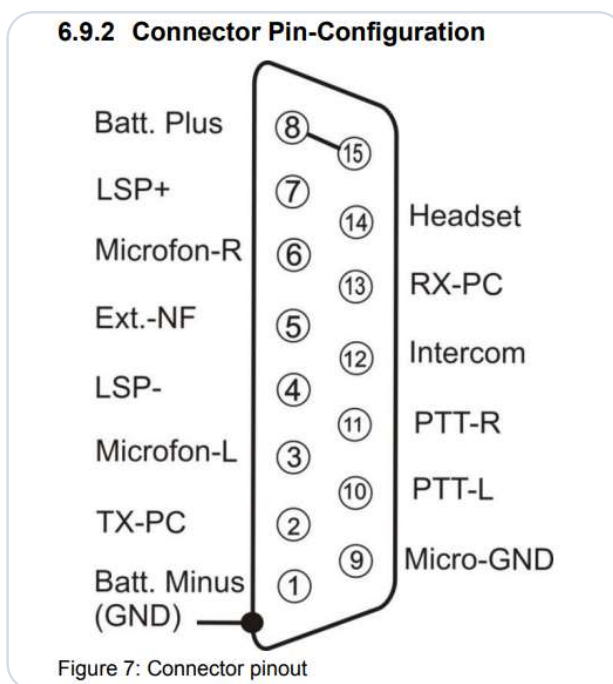 6.9.2 Connector Pin-Configuration
Batt. Plus
8
15
LSP+
7
14
Headset
Microfon-R
6
13
RX-PC
Ext.-NF
5
12
Intercom
LSP-
4
11
PTT-R
Microfon-L
3
10
PTT-L
TX-PC
2
9
Micro-GND
Batt. Minus
1
(GND)
Figure 7: Connector pinout